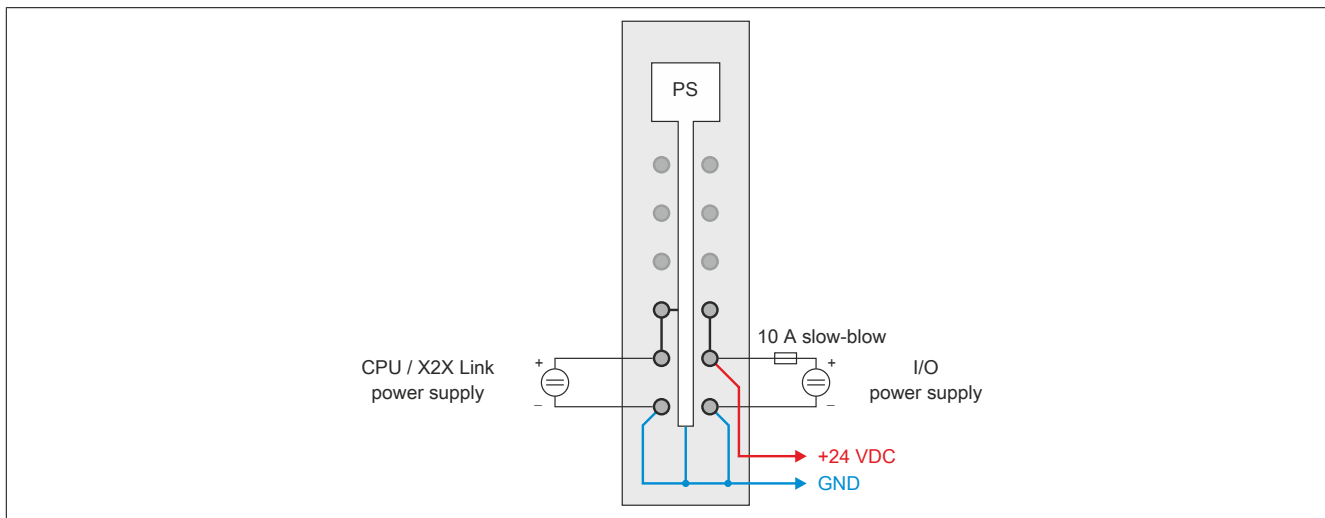 PS
10 A slow-blow
CPU / X2X Link
power supply
+
–
+
–
I/O
power supply
+24 VDC
GND